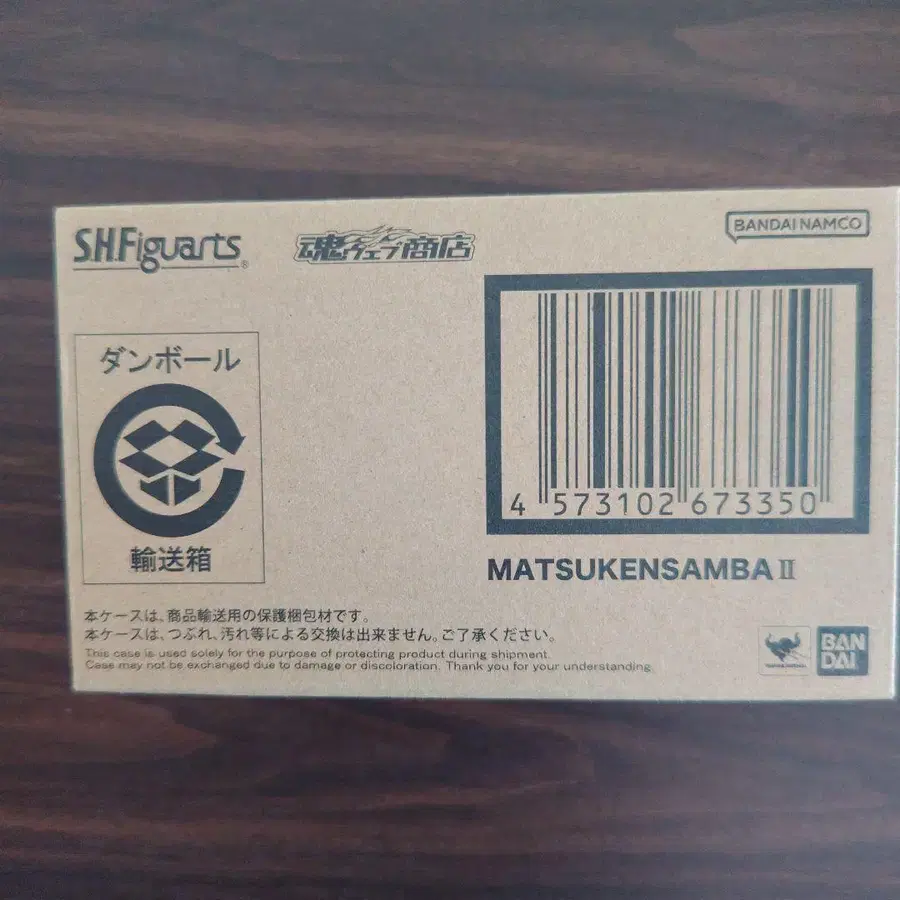 S.H.Figuarts®
魂ウェブ商店
BANDAI NAMCO
ダンボール
輸送箱
4 573102 673350
MATSUKENSAMBAⅡ
本ケースは、商品輸送用の保護梱包材です。
本ケースは、つぶれ、汚れ等による交換は出来ません。ご了承ください。
This case is used solely for the purpose of protecting product during shipment.
Case may not be exchanged due to damage or discoloration. Thank you for your understanding.
BAN
DAI